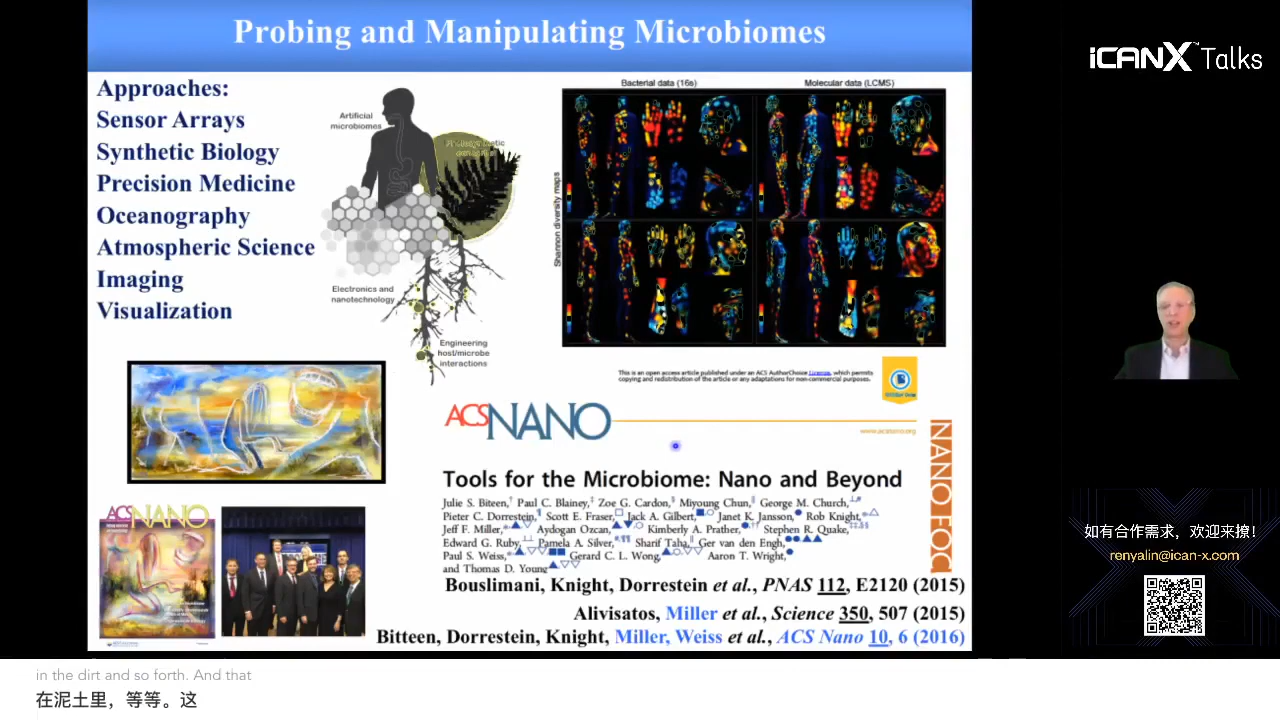 Probing and Manipulating Microbiomes
iCANX Talks
Approaches:
Sensor Arrays
Synthetic Biology
Precision Medicine
Oceanography
Atmospheric Science
Imaging
Visualization
Artificial
microbiomes
Electronics and
nanotechnology
Engineering
host/microbe
interactions
Bacterial data (16s)
Molecular data (LCMS)
Shannon diversity maps
This is an open access article published under an ACS AuthorChoice License, which permits
copying and redistribution of the article or any adaptations for non-commercial purposes.
ACSNANO
www.acsnano.org
NANO FOC
Tools for the Microbiome: Nano and Beyond
Julie S. Biteen, Paul C. Blainey, Zoe G. Cardon, Miyoung Chun, George M. Church,
Pieter C. Dorrestein, Scott E. Fraser, Jack A. Gilbert, Janet K. Jansson, Rob Knight,
Jeff F. Miller, Aydogan Ozcan, Kimberly A. Prather, Stephen R. Quake,
Edward G. Ruby, Pamela A. Silver, Sharif Taha, Ger van den Engh,
Paul S. Weiss, Gerard C. L. Wong, Aaron T. Wright,
and Thomas D. Young
Bouslimani, Knight, Dorrestein et al., PNAS 112, E2120 (2015)
Alivisatos, Miller et al., Science 350, 507 (2015)
Bitteen, Dorrestein, Knight, Miller, Weiss et al., ACS Nano 10, 6 (2016)
ACSNANO
如有合作需求，欢迎来撩！
renyalin@ican-x.com
in the dirt and so forth. And that
在泥土里，等等。这